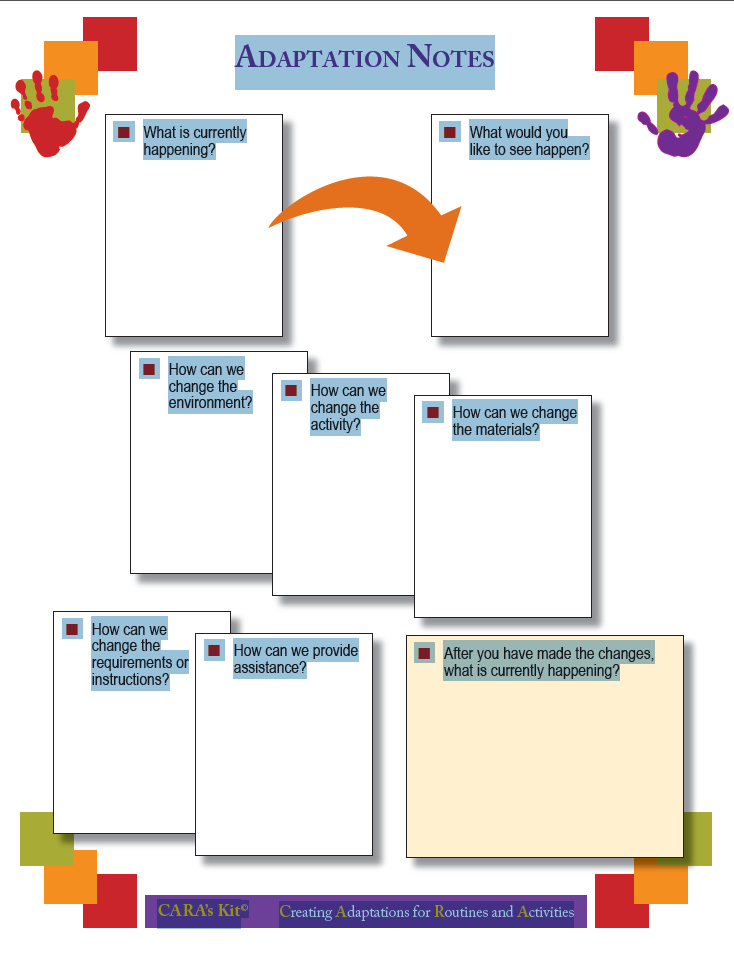 ADAPTATION NOTES
What is currently
happening?
What would you
like to see happen?
How can we
change the
environment?
How can we
change the
activity?
How can we change
the materials?
How can we
change the
requirements or
instructions?
How can we provide
assistance?
After you have made the changes,
what is currently happening?
CARA's Kit© Creating Adaptations for Routines and Activities